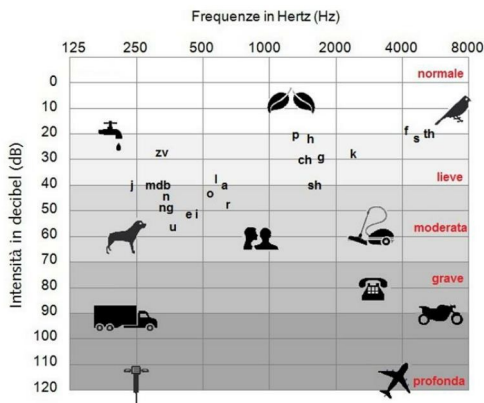 Frequenze in Hertz (Hz)
125 250 500 1000 2000 4000 8000
Intensità in decibel (dB)
0 normale
10
20 p h f s th
30 zv ch g k
lieve
40 j mdb l a sh
n o
50 ng r
e i
moderata
60 u
70
grave
80
90
100
110
profonda
120